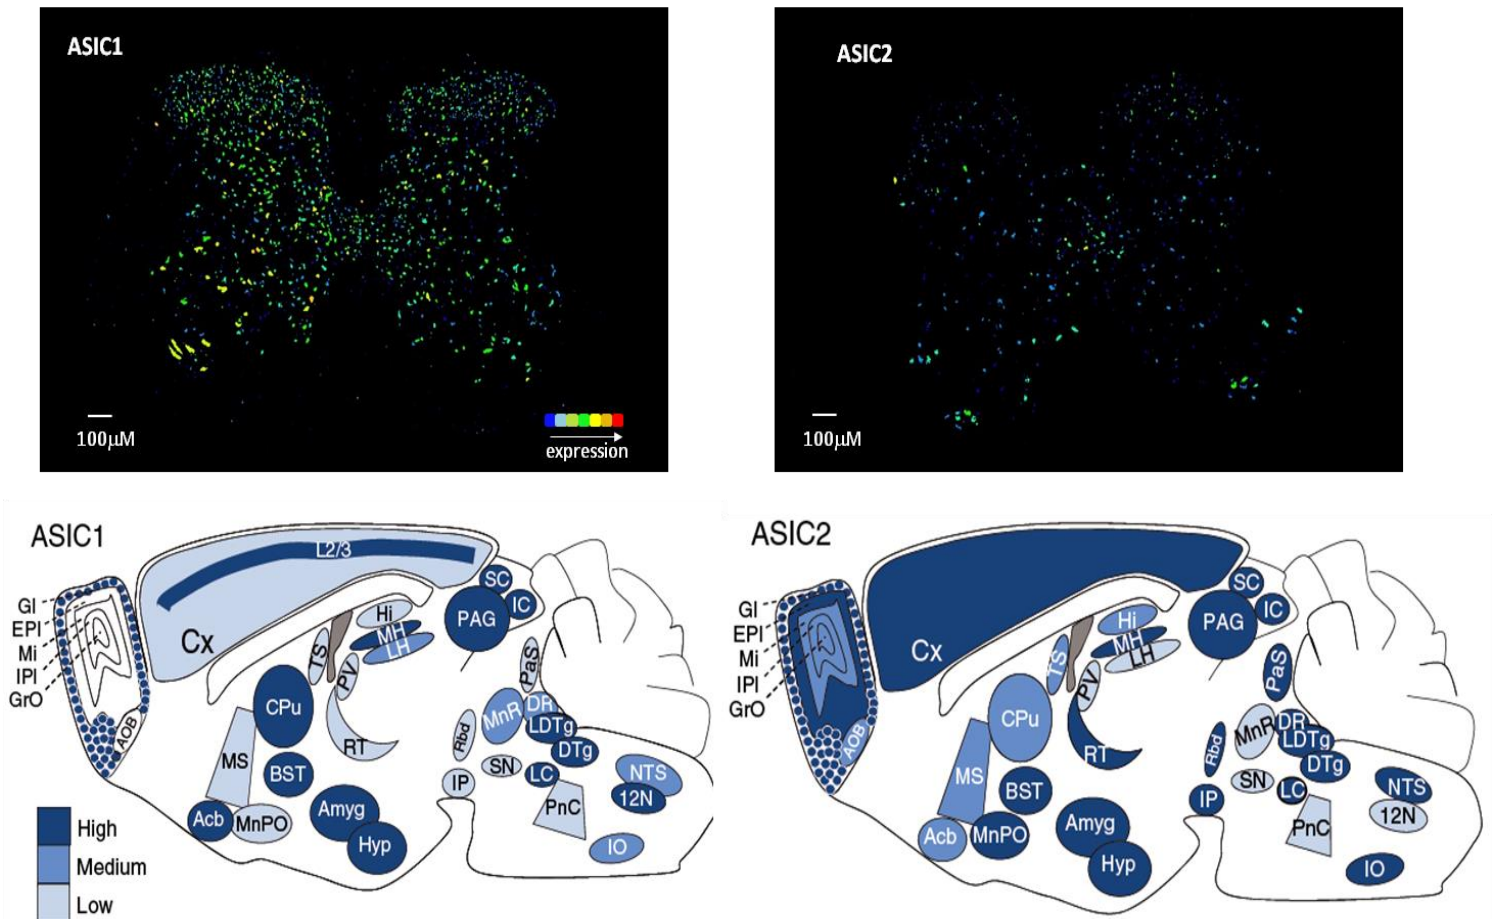 ASIC1
100μM
expression
ASIC2
100μM
ASIC1
Gl
EPl
Mi
IPl
GrO
AOB
Cx
L2/3
Hi
MH
LH
TS
PV
RT
CPu
MS
BST
Acb
MnPO
Amyg
Hyp
SC
IC
PAG
PaS
MnR
DR
LDTg
DTg
Rbd
SN
LC
IP
PnC
NTS
12N
IO
High
Medium
Low
ASIC2
Gl
EPl
Mi
IPl
GrO
AOB
Cx
Hi
MH
LH
TS
PV
RT
CPu
MS
BST
Acb
MnPO
Amyg
Hyp
SC
IC
PAG
PaS
MnR
DR
LDTg
DTg
Rbd
SN
LC
IP
PnC
NTS
12N
IO